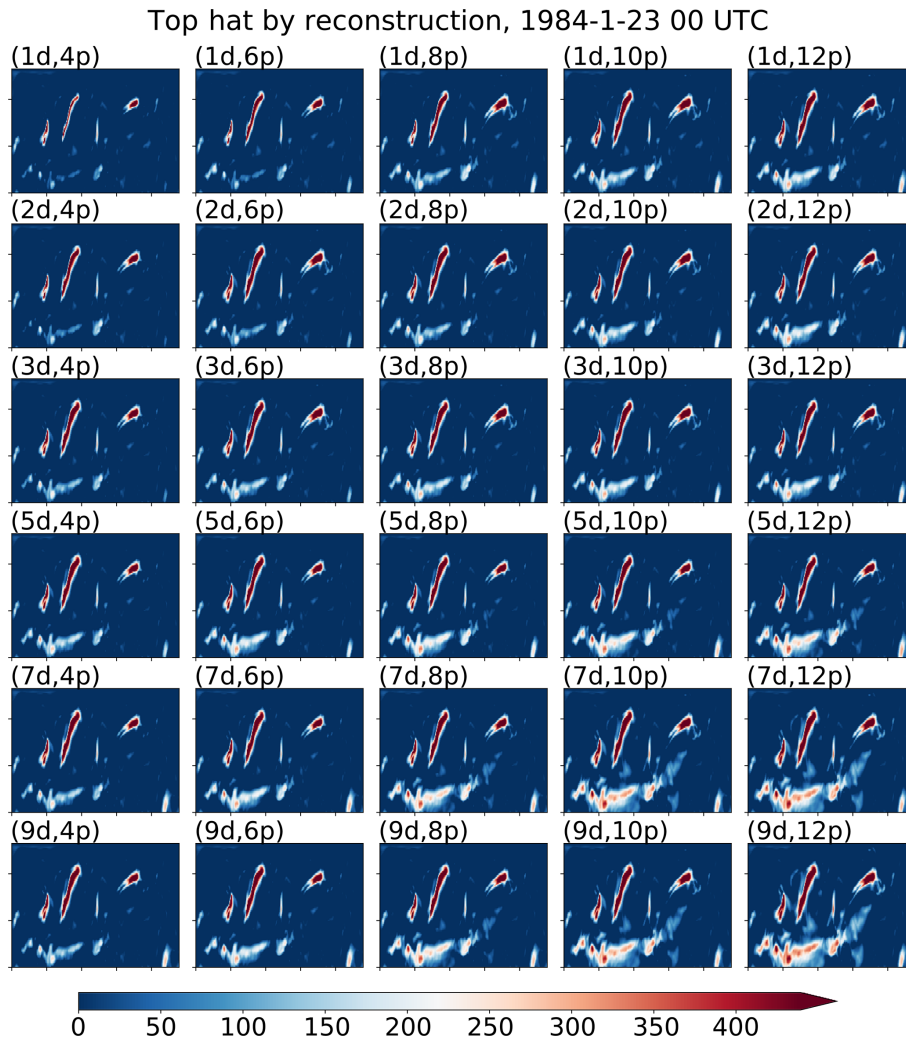 Top hat by reconstruction, 1984-1-23 00 UTC
(1d,4p) (1d,6p) (1d,8p) (1d,10p) (1d,12p)
(2d,4p) (2d,6p) (2d,8p) (2d,10p) (2d,12p)
(3d,4p) (3d,6p) (3d,8p) (3d,10p) (3d,12p)
(5d,4p) (5d,6p) (5d,8p) (5d,10p) (5d,12p)
(7d,4p) (7d,6p) (7d,8p) (7d,10p) (7d,12p)
(9d,4p) (9d,6p) (9d,8p) (9d,10p) (9d,12p)
0 50 100 150 200 250 300 350 400